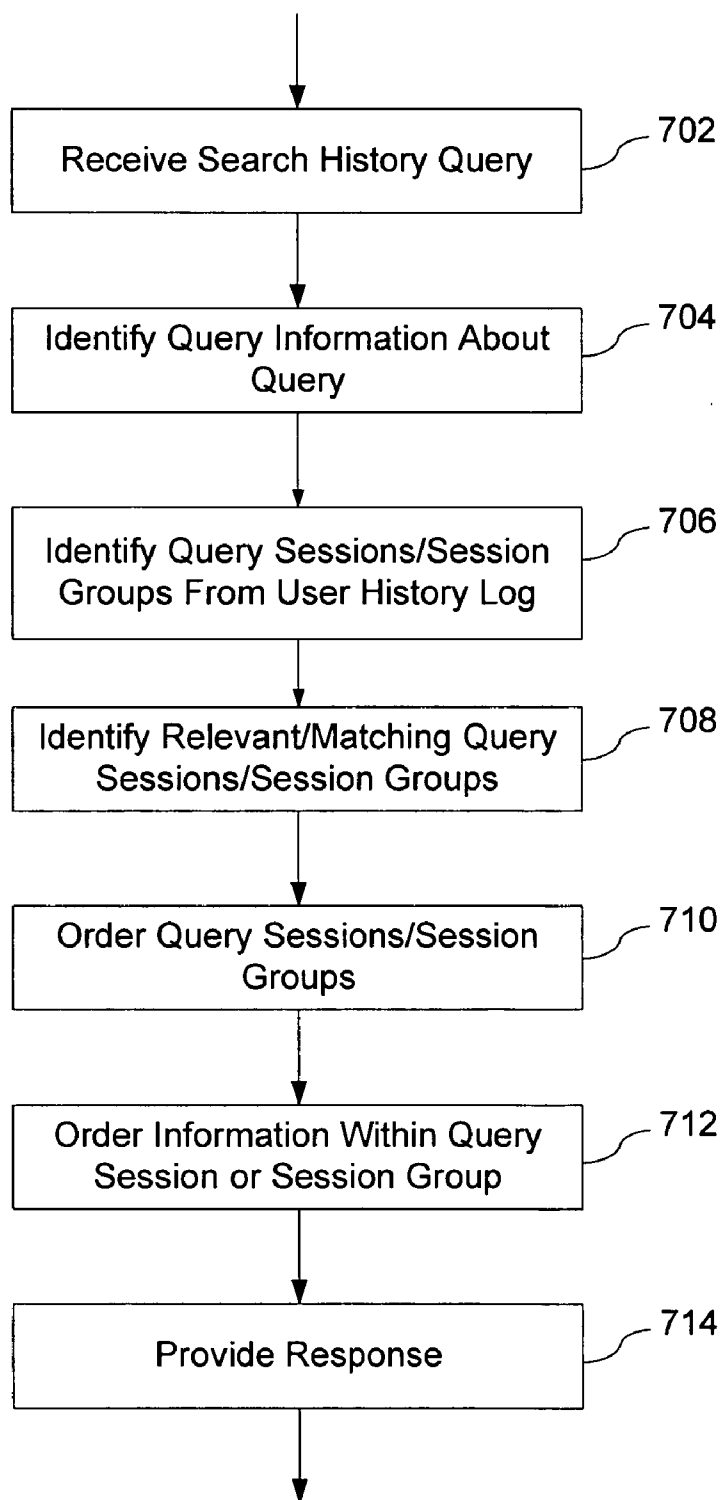 702
Receive Search History Query
704
Identify Query Information About
Query
706
Identify Query Sessions/Session
Groups From User History Log
708
Identify Relevant/Matching Query
Sessions/Session Groups
710
Order Query Sessions/Session
Groups
712
Order Information Within Query
Session or Session Group
714
Provide Response